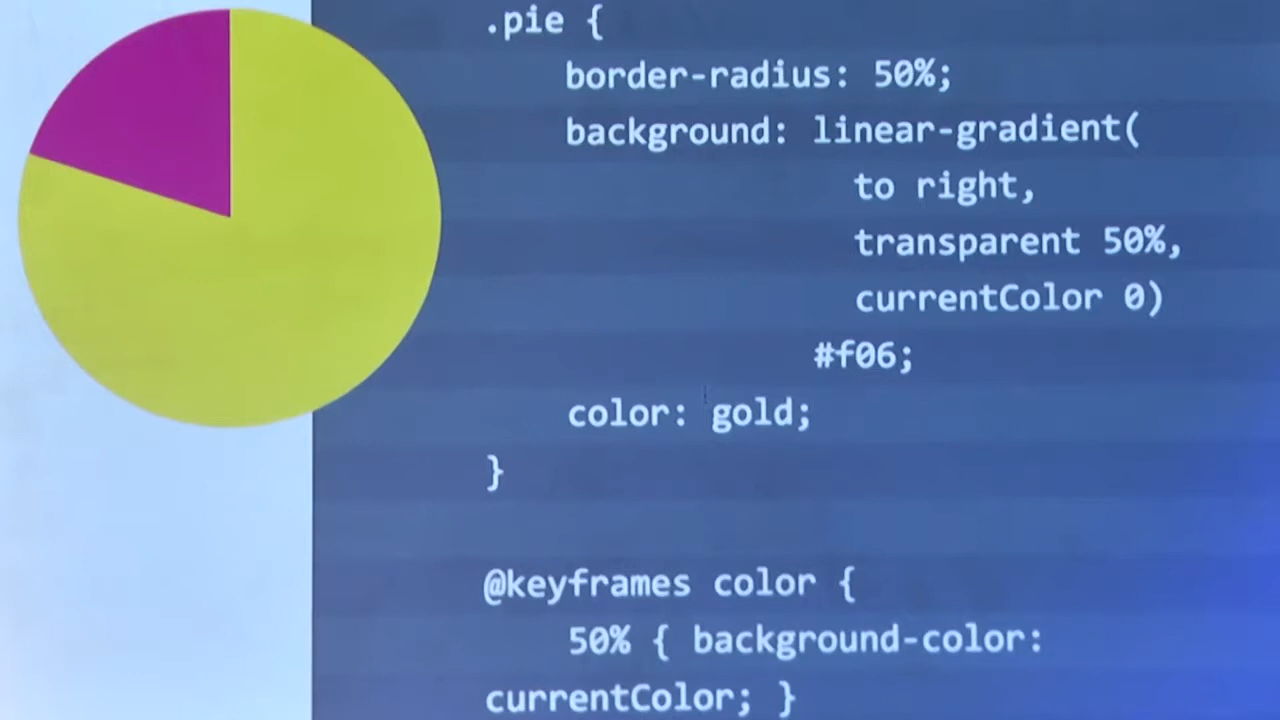 .pie {
border-radius: 50%;
background: linear-gradient(
to right,
transparent 50%,
currentColor 0)
#f06;
color: gold;
}
@keyframes color {
50% { background-color:
currentColor; }